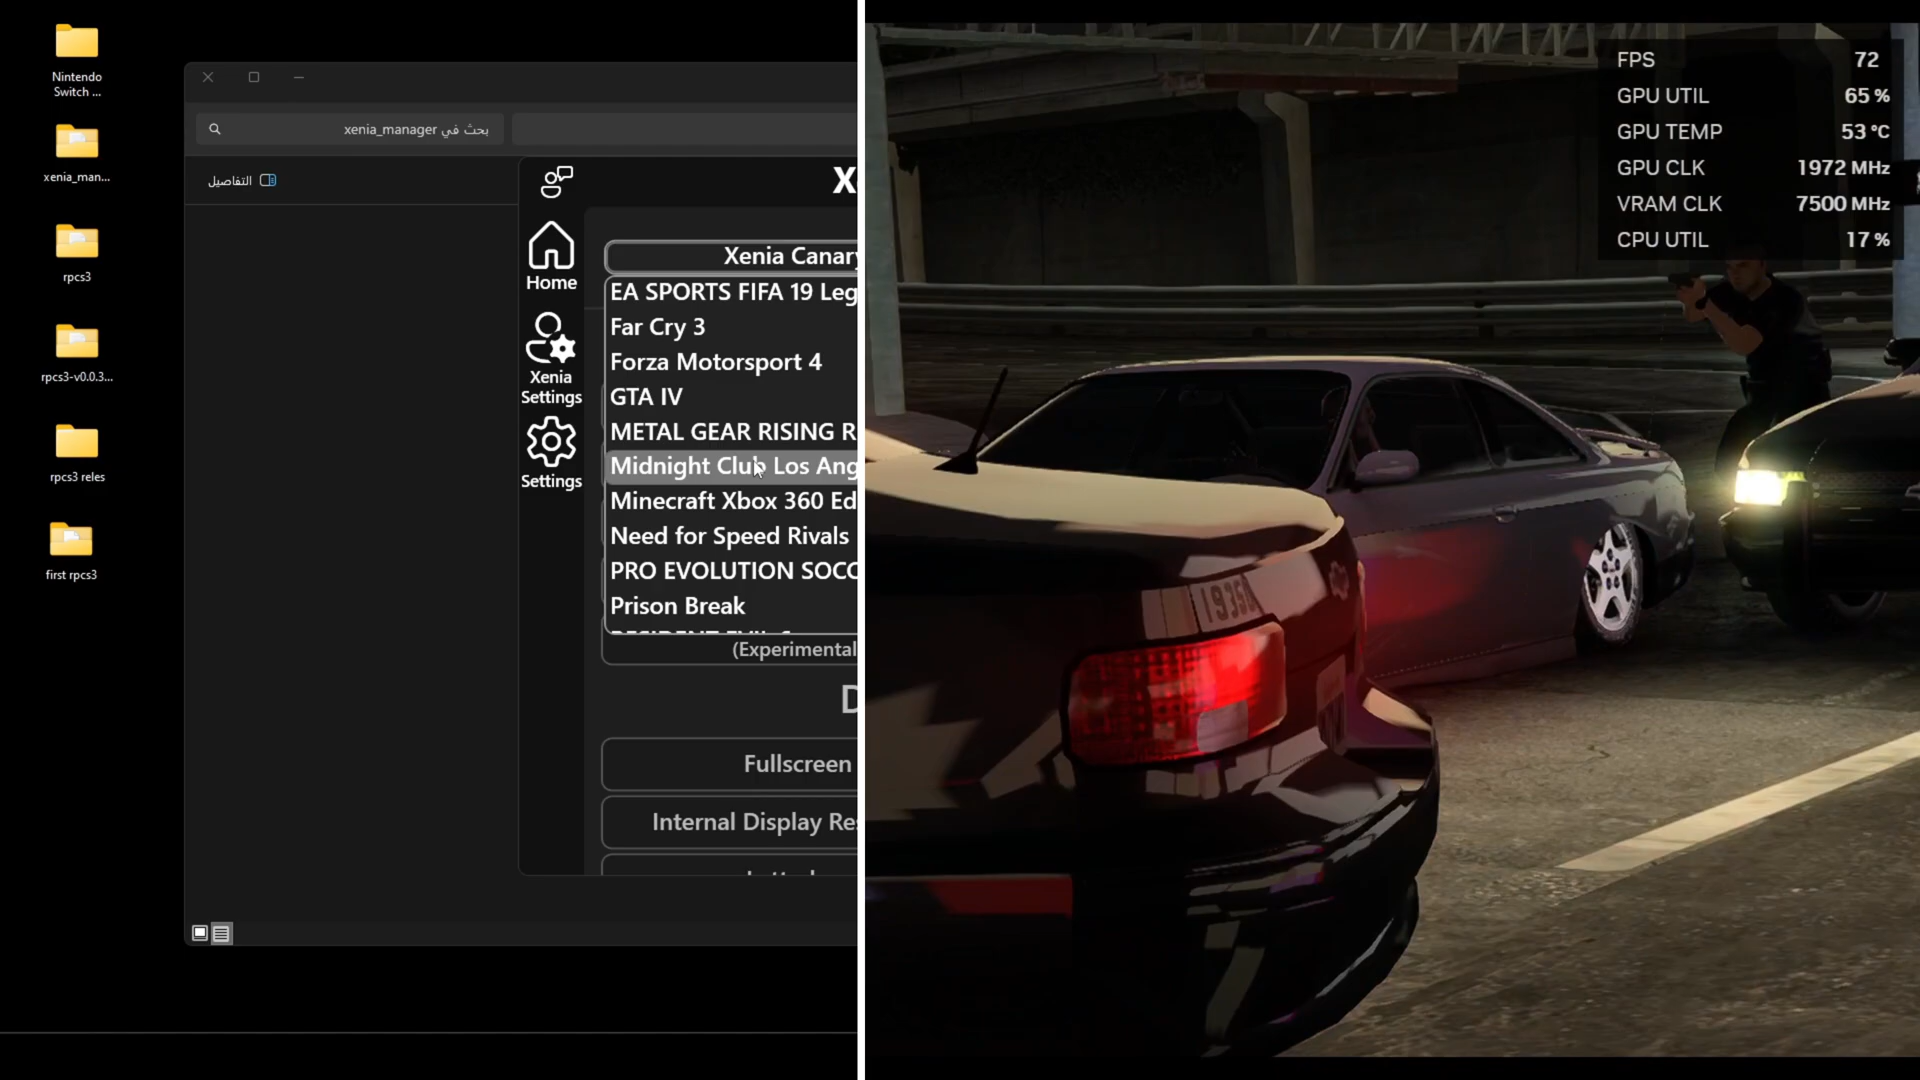 Nintendo
Switch ...
xenia_man...
rpcs3
rpcs3-v0.0.3...
rpcs3 reles
first rpcs3
بحث في xenia_manager
التفاصيل
X
Home
Xenia
Settings
Settings
Xenia Canary
EA SPORTS FIFA 19 Leg
Far Cry 3
Forza Motorsport 4
GTA IV
METAL GEAR RISING R
Midnight Club Los Ang
Minecraft Xbox 360 Ed
Need for Speed Rivals
PRO EVOLUTION SOCC
Prison Break
(Experimental
D
Fullscreen
Internal Display Res
FPS 72
GPU UTIL 65 %
GPU TEMP 53 °C
GPU CLK 1972 MHz
VRAM CLK 7500 MHz
CPU UTIL 17 %